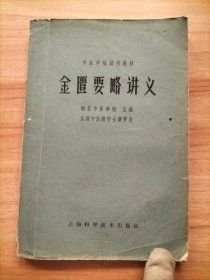 中医学院试用教材
金匮要略讲义
湖北中医学院 主编
全国中医教材会议审定
上海科学技术出版社